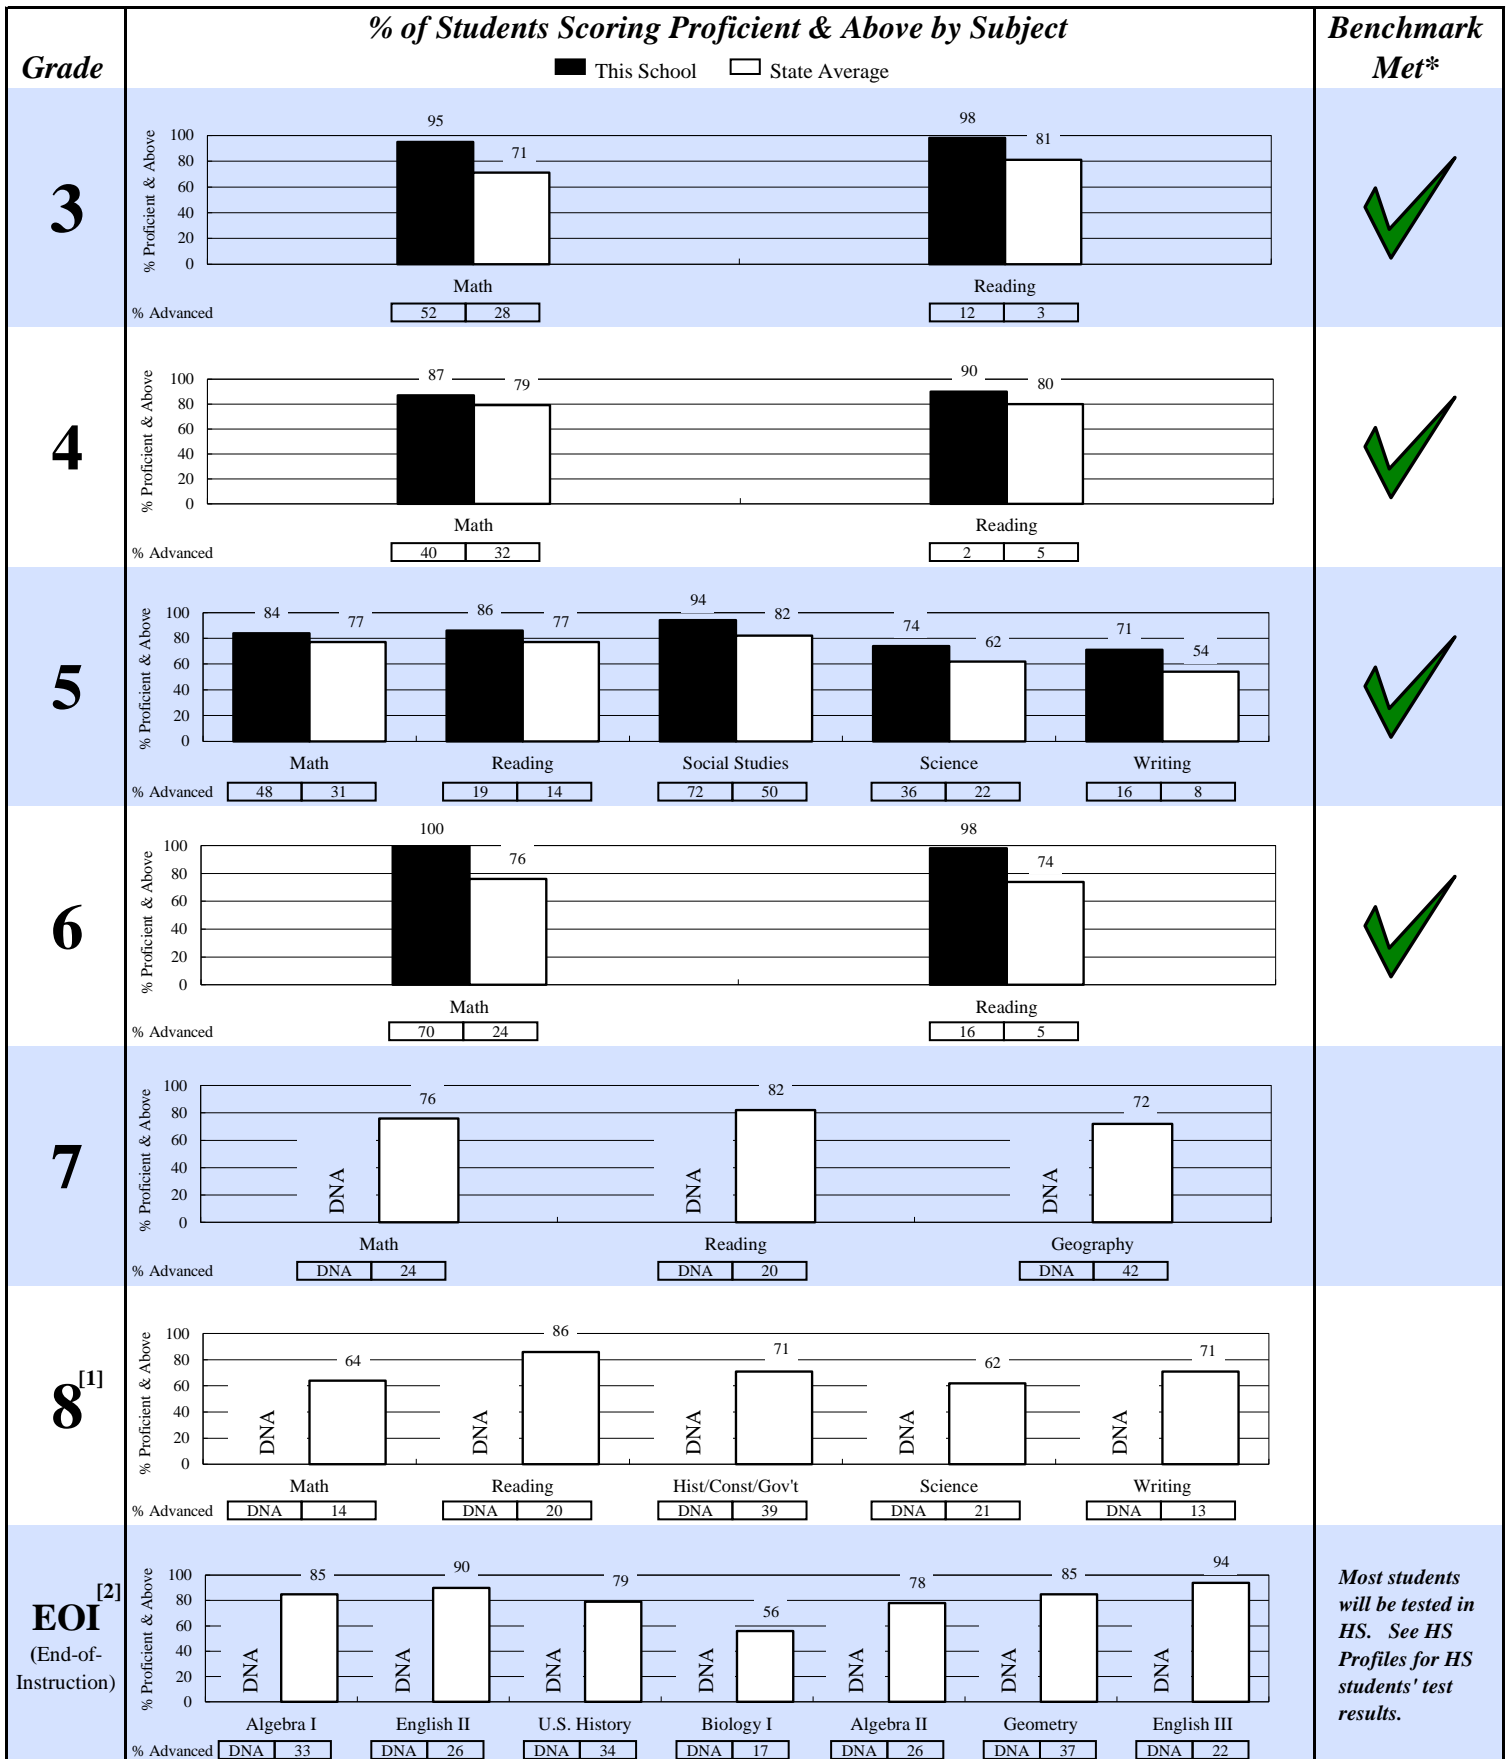 % of Students Scoring Proficient & Above by Subject
Benchmark
Met*
Grade
This School State Average
3
% Proficient & Above
100
80
60
40
20
0
95 71 98 81
Math Reading
% Advanced 52 28 12 3
4
% Proficient & Above
100
80
60
40
20
0
87 79 90 80
Math Reading
% Advanced 40 32 2 5
5
% Proficient & Above
100
80
60
40
20
0
84 77 86 77 94 82 74 62 71 54
Math Reading Social Studies Science Writing
% Advanced 48 31 19 14 72 50 36 22 16 8
6
% Proficient & Above
100
80
60
40
20
0
100 76 98 74
Math Reading
% Advanced 70 24 16 5
7
% Proficient & Above
100
80
60
40
20
0
DNA 76 DNA 82 DNA 72
Math Reading Geography
% Advanced DNA 24 DNA 20 DNA 42
8[1]
% Proficient & Above
100
80
60
40
20
0
DNA 64 DNA 86 DNA 71 DNA 62 DNA 71
Math Reading Hist/Const/Gov't Science Writing
% Advanced DNA 14 DNA 20 DNA 39 DNA 21 DNA 13
EOI[2]
(End-of-
Instruction)
% Proficient & Above
100
80
60
40
20
0
DNA 85 DNA 90 DNA 79 DNA 56 DNA 78 DNA 85 DNA 94
Algebra I English II U.S. History Biology I Algebra II Geometry English III
% Advanced DNA 33 DNA 26 DNA 34 DNA 17 DNA 26 DNA 37 DNA 22
Most students
will be tested in
HS. See HS
Profiles for HS
students' test
results.